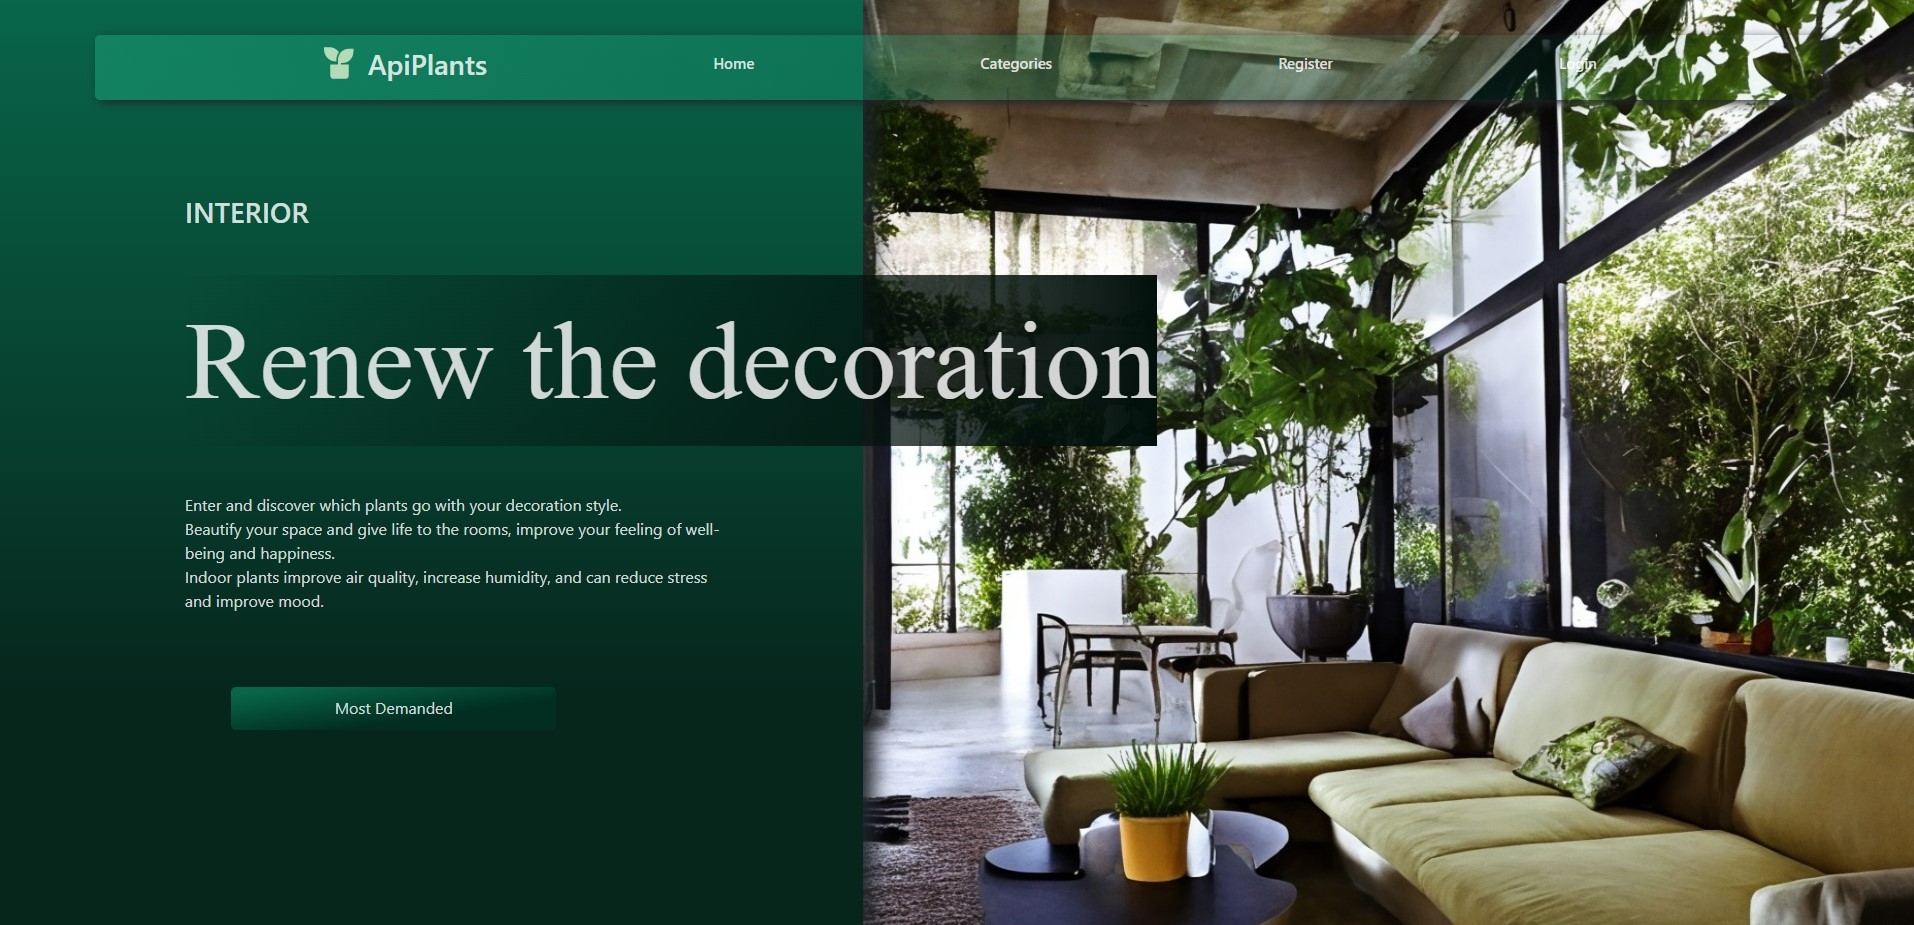 ApiPlants
Home
Categories
Register
Login
INTERIOR
Renew the decoration
Enter and discover which plants go with your decoration style.
Beautify your space and give life to the rooms, improve your feeling of well-
being and happiness.
Indoor plants improve air quality, increase humidity, and can reduce stress
and improve mood.
Most Demanded